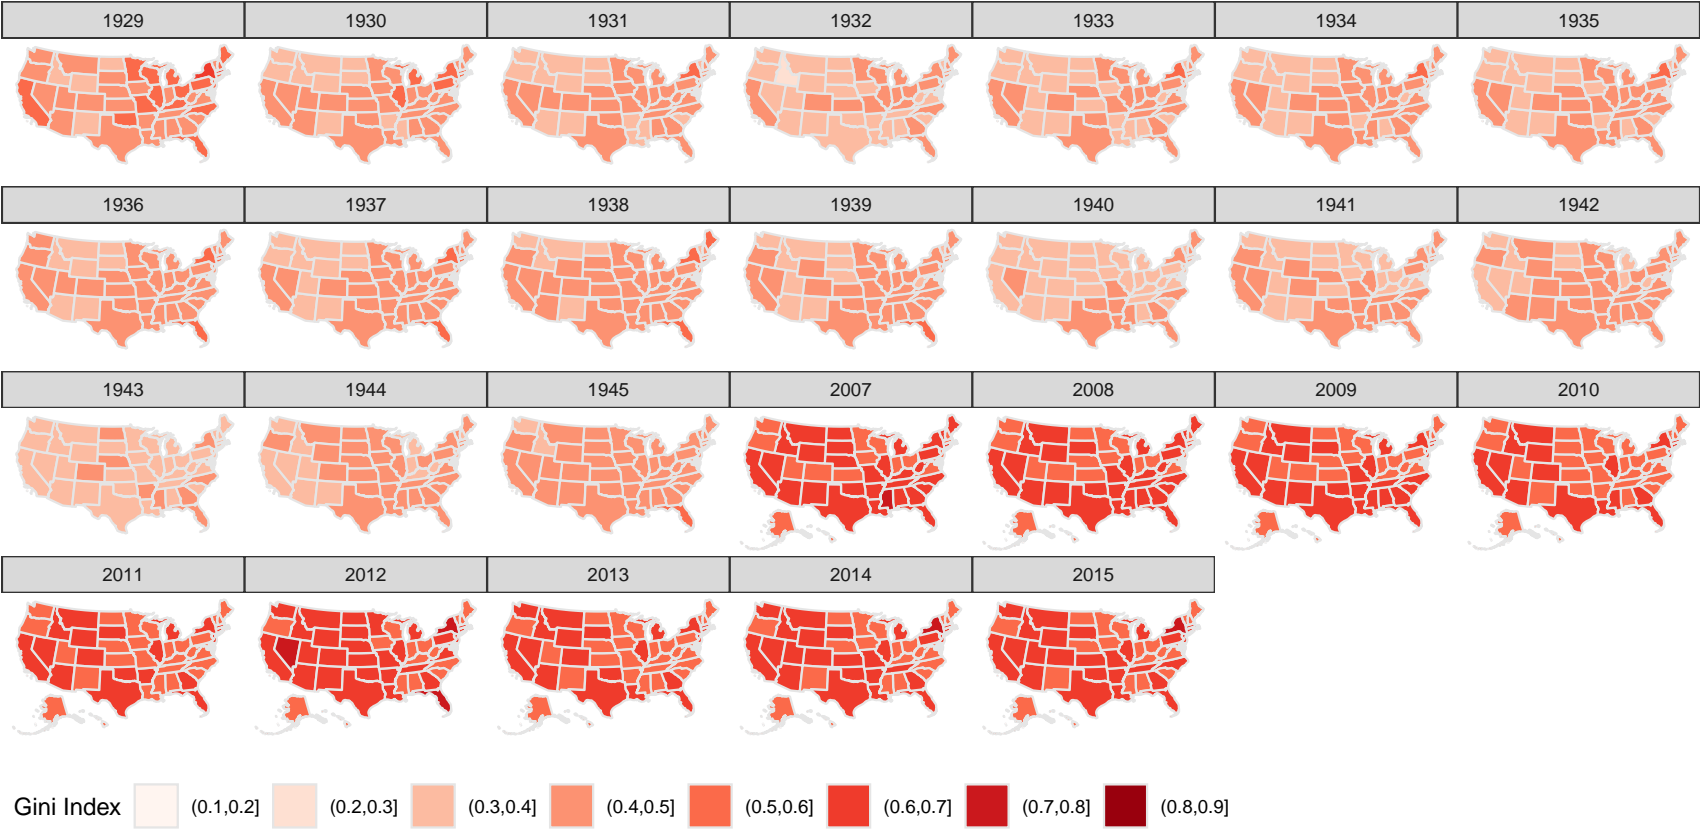 1929 1930 1931 1932 1933 1934 1935
1936 1937 1938 1939 1940 1941 1942
1943 1944 1945 2007 2008 2009 2010
2011 2012 2013 2014 2015
Gini Index (0.1,0.2] (0.2,0.3] (0.3,0.4] (0.4,0.5] (0.5,0.6] (0.6,0.7] (0.7,0.8] (0.8,0.9]